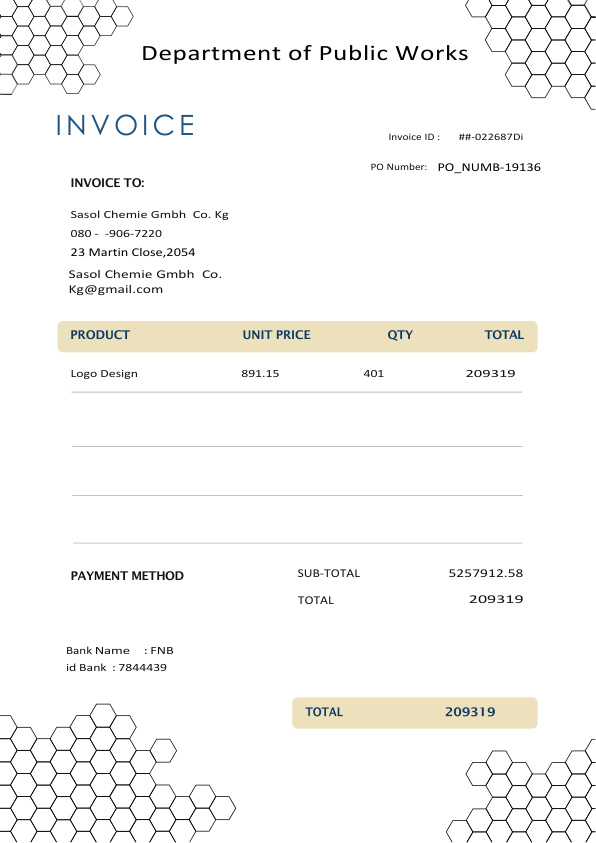 Department of Public Works
INVOICE
Invoice ID : ##-022687Di
PO Number: PO_NUMB-19136
INVOICE TO:
Sasol Chemie Gmbh Co. Kg
080 - -906-7220
23 Martin Close,2054
Sasol Chemie Gmbh Co.
Kg@gmail.com
PRODUCT UNIT PRICE QTY TOTAL
Logo Design 891.15 401 209319
PAYMENT METHOD
SUB-TOTAL 5257912.58
TOTAL 209319
Bank Name : FNB
id Bank : 7844439
TOTAL 209319